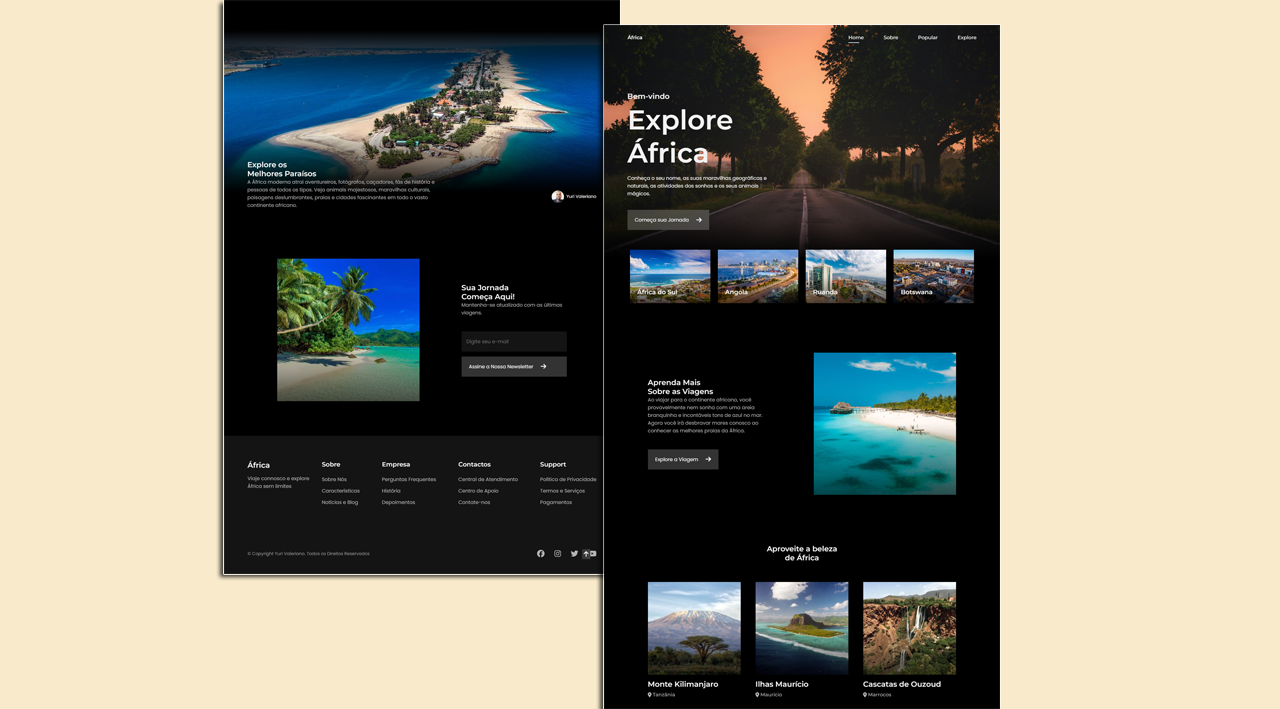 Explore os
Melhores Paraísos
A África moderna atrai aventureiros, fotógrafos, caçadores, fãs de história e
pessoas de todos os tipos. Veja animais majestosos, maravilhas culturais,
paisagens deslumbrantes, praias e cidades fascinantes em todo o vasto
continente africano.
Yuri Valeriano
Sua Jornada
Começa Aqui!
Mantenha-se atualizado com as últimas
viagens.
Digite seu e-mail
Assine a Nossa Newsletter
África
Viaje connosco e explore
África sem limites
Sobre
Sobre Nós
Características
Notícias e Blog
Empresa
Perguntas Frequentes
História
Depoimentos
Contactos
Central de Atendimento
Centro de Apoio
Contate-nos
Support
Política de Privacidade
Termos e Serviços
Pagamentos
© Copyright Yuri Valeriano. Todos os Direitos Reservados
África
Home
Sobre
Popular
Explore
Bem-vindo
Explore
África
Conheça o seu nome, as suas maravilhas geográficas e
naturais, as atividades dos sonhos e os seus animais
mágicos.
Começa sua Jornada
África do Sul
Angola
Ruanda
Botswana
Aprenda Mais
Sobre as Viagens
Ao viajar para o continente africano, você
provavelmente nem sonha com uma areia
branquinha e incontáveis tons de azul no mar.
Agora você irá desbravar mares conosco ao
conhecer as melhores praias da África.
Explore a Viagem
Aproveite a beleza
de África
Monte Kilimanjaro
Tanzânia
Ilhas Maurício
Maurício
Cascatas de Ouzoud
Marrocos